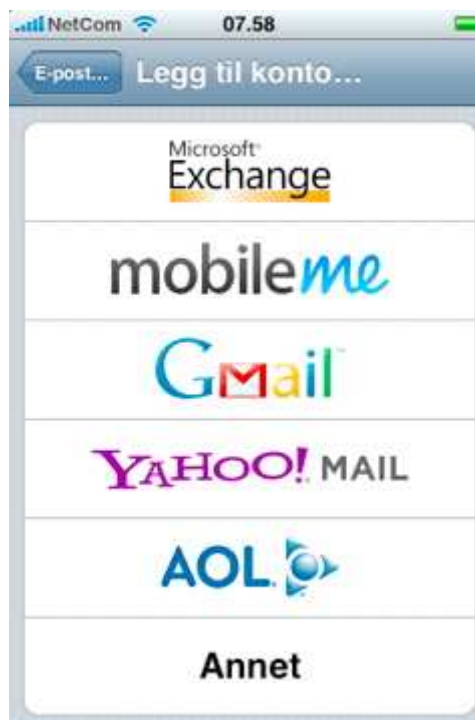 NetCom 07.58
E-post... Legg til konto...
Microsoft
Exchange
mobileme
Gmail
YAHOO! MAIL
AOL
Annet